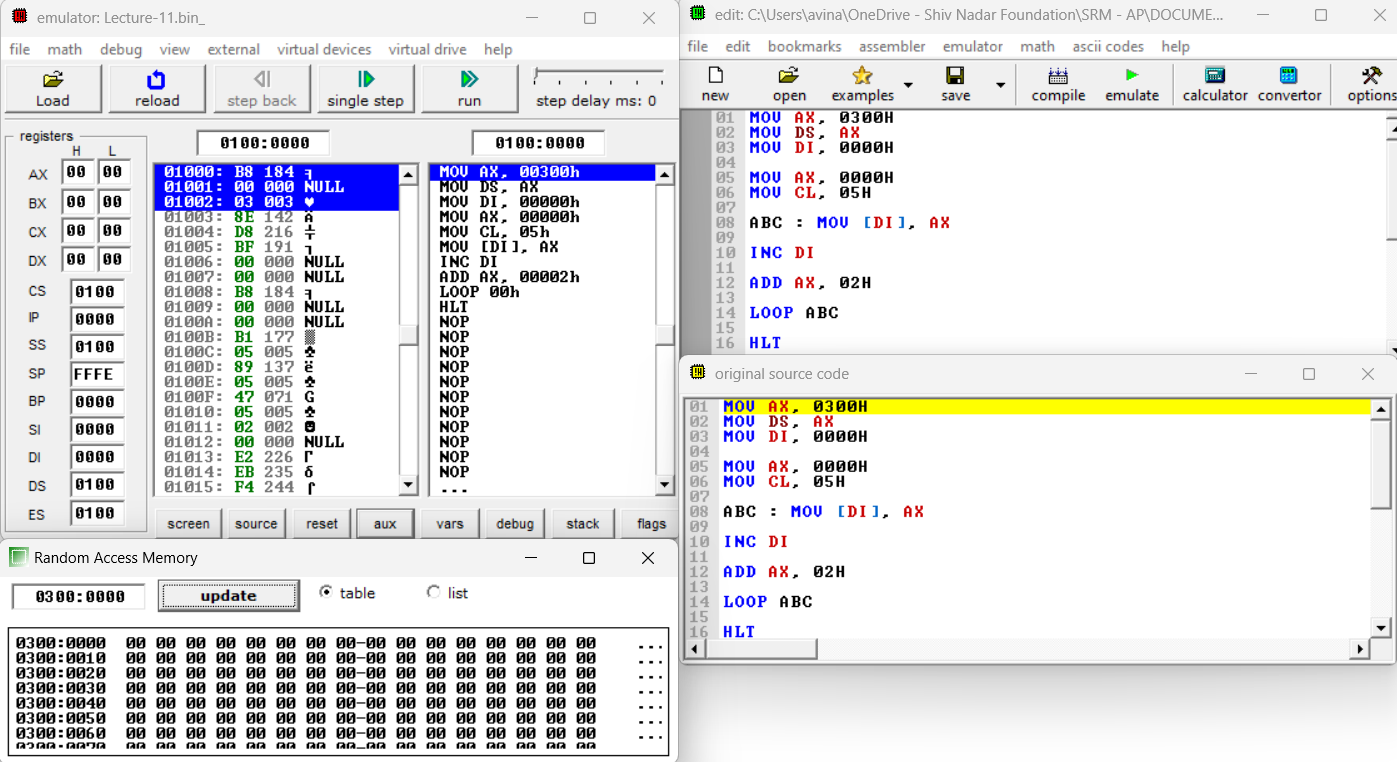 emulator: Lecture-11.bin_
file math debug view external virtual devices virtual drive help
Load reload step back single step run step delay ms: 0
registers
H L
AX 00 00
BX 00 00
CX 00 00
DX 00 00
CS 0100
IP 0000
SS 0100
SP FFFE
BP 0000
SI 0000
DI 0000
DS 0100
ES 0100
0100:0000
01000: B8 184 ╕
01001: 00 000 NULL
01002: 03 003 ♥
01003: 8E 142 Ä
01004: D8 216 ╪
01005: BF 191 ┐
01006: 00 000 NULL
01007: 00 000 NULL
01008: B8 184 ╕
01009: 00 000 NULL
0100A: 00 000 NULL
0100B: B1 177 ▒
0100C: 05 005 ♣
0100D: 89 137 ë
0100E: 05 005 ♣
0100F: 47 071 G
01010: 05 005 ♣
01011: 02 002 ☻
01012: 00 000 NULL
01013: E2 226 Γ
01014: EB 235 δ
01015: F4 244 ⌠
0100:0000
MOV AX, 00300h
MOV DS, AX
MOV DI, 00000h
MOV AX, 00000h
MOV CL, 05h
MOV [DI], AX
INC DI
ADD AX, 00002h
LOOP 00h
HLT
NOP
NOP
NOP
NOP
NOP
NOP
NOP
NOP
NOP
NOP
NOP
...
screen source reset aux vars debug stack flags
Random Access Memory
0300:0000 update table list
0300:0000 00 00 00 00 00 00 00 00-00 00 00 00 00 00 00 00 ...
0300:0010 00 00 00 00 00 00 00 00-00 00 00 00 00 00 00 00 ...
0300:0020 00 00 00 00 00 00 00 00-00 00 00 00 00 00 00 00 ...
0300:0030 00 00 00 00 00 00 00 00-00 00 00 00 00 00 00 00 ...
0300:0040 00 00 00 00 00 00 00 00-00 00 00 00 00 00 00 00 ...
0300:0050 00 00 00 00 00 00 00 00-00 00 00 00 00 00 00 00 ...
0300:0060 00 00 00 00 00 00 00 00-00 00 00 00 00 00 00 00 ...
0300:0070 00 00 00 00 00 00 00 00-00 00 00 00 00 00 00 00
edit: C:\Users\avina\OneDrive - Shiv Nadar Foundation\SRM - AP\DOCUME...
file edit bookmarks assembler emulator math ascii codes help
new open examples save compile emulate calculator convertor options
01 MOV AX, 0300H
02 MOV DS, AX
03 MOV DI, 0000H
04
05 MOV AX, 0000H
06 MOV CL, 05H
07
08 ABC : MOV [DI], AX
09
10 INC DI
11
12 ADD AX, 02H
13
14 LOOP ABC
15
16 HLT
original source code
01 MOV AX, 0300H
02 MOV DS, AX
03 MOV DI, 0000H
04
05 MOV AX, 0000H
06 MOV CL, 05H
07
08 ABC : MOV [DI], AX
09
10 INC DI
11
12 ADD AX, 02H
13
14 LOOP ABC
15
16 HLT